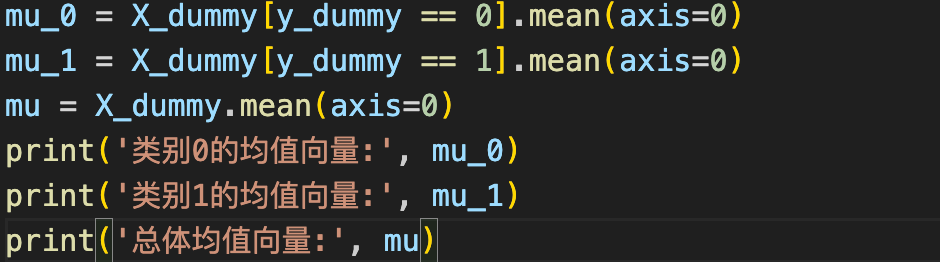 mu_0 = X_dummy[y_dummy == 0].mean(axis=0)
mu_1 = X_dummy[y_dummy == 1].mean(axis=0)
mu = X_dummy.mean(axis=0)
print('类别0的均值向量:', mu_0)
print('类别1的均值向量:', mu_1)
print('总体均值向量:', mu)